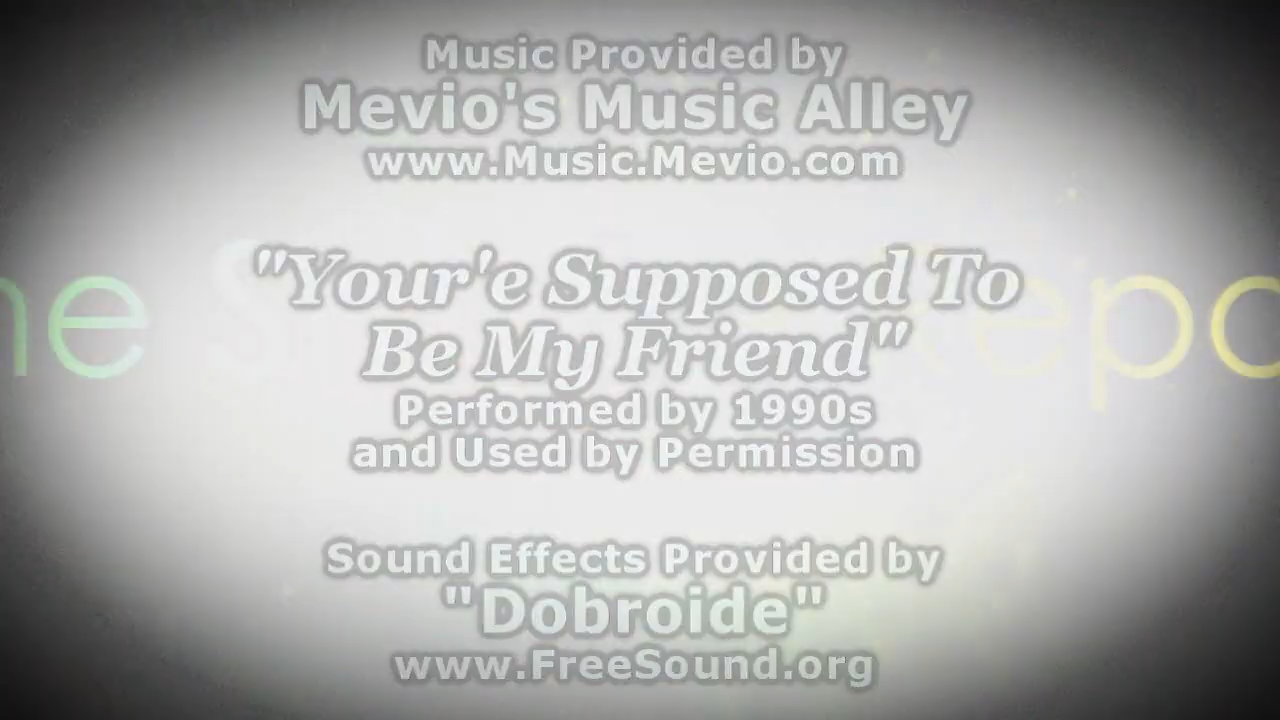 Music Provided by
Mevio's Music Alley
www.Music.Mevio.com
"Your'e Supposed To
Be My Friend"
Performed by 1990s
and Used by Permission
Sound Effects Provided by
"Dobroide"
www.FreeSound.org